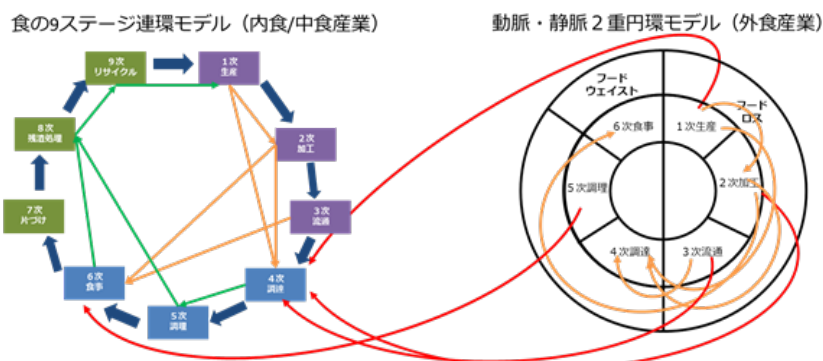 食の9ステージ連環モデル（内食/中食産業）
動脈・静脈２重円環モデル（外食産業）
9次
リサイクル
1次
生産
2次
加工
3次
流通
4次
調達
5次
調理
6次
食事
7次
片づけ
8次
残渣処理
フード
ウェイスト
フード
ロス
6次食事
1次生産
5次調理
2次加工
4次調達
3次流通